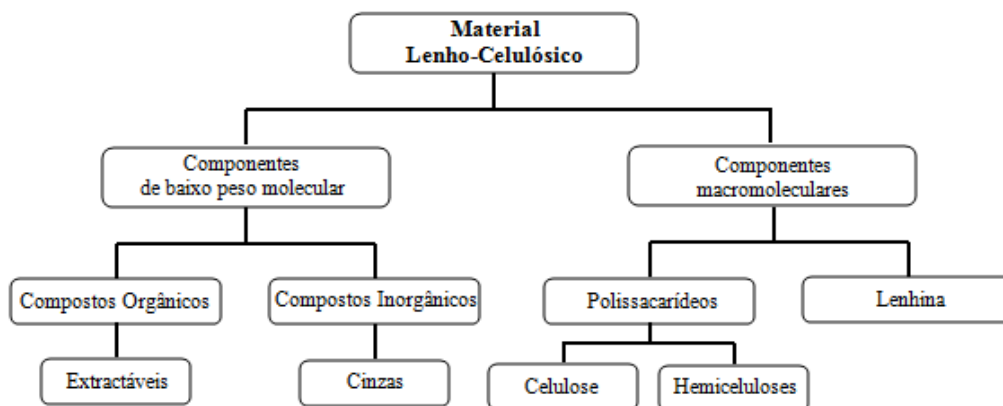 Material
Lenho-Celulósico
Componentes
de baixo peso molecular
Componentes
macromoleculares
Compostos Orgânicos
Compostos Inorgânicos
Polissacarídeos
Lenhina
Extractáveis
Cinzas
Celulose
Hemiceluloses